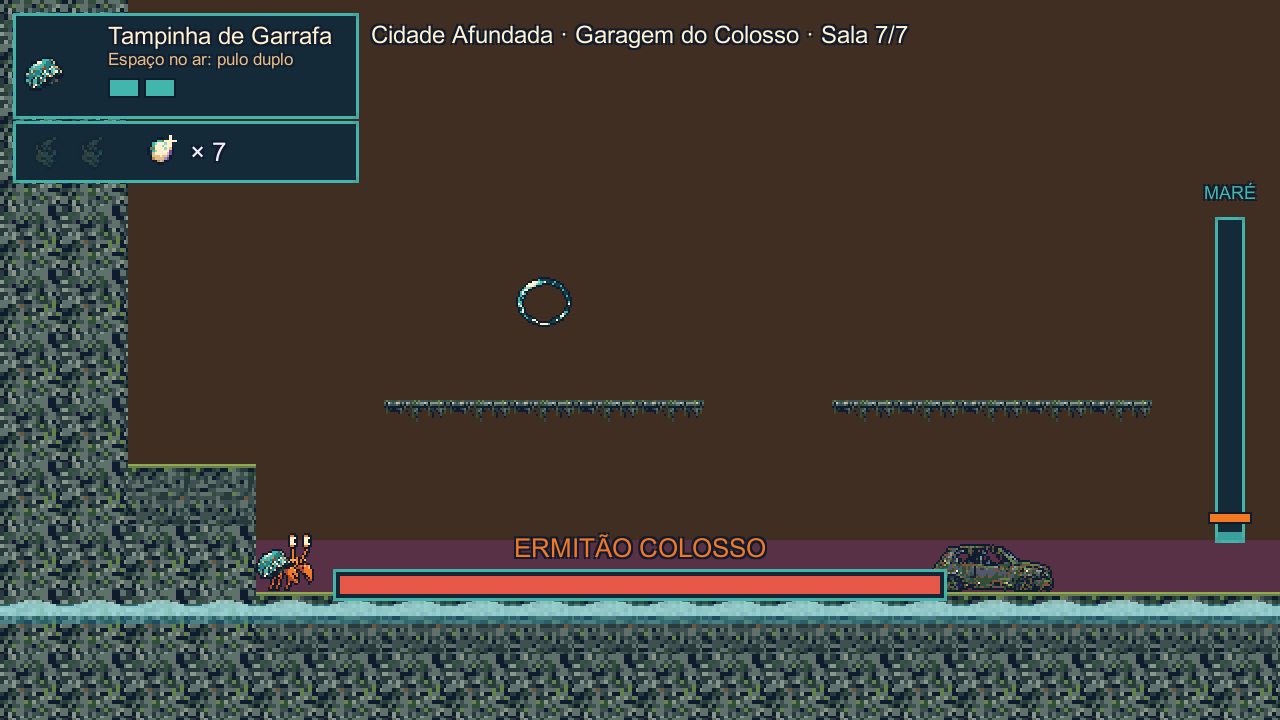 Tampinha de Garrafa
Espaço no ar: pulo duplo
× 7
Cidade Afundada · Garagem do Colosso · Sala 7/7
MARÉ
ERMITÃO COLOSSO